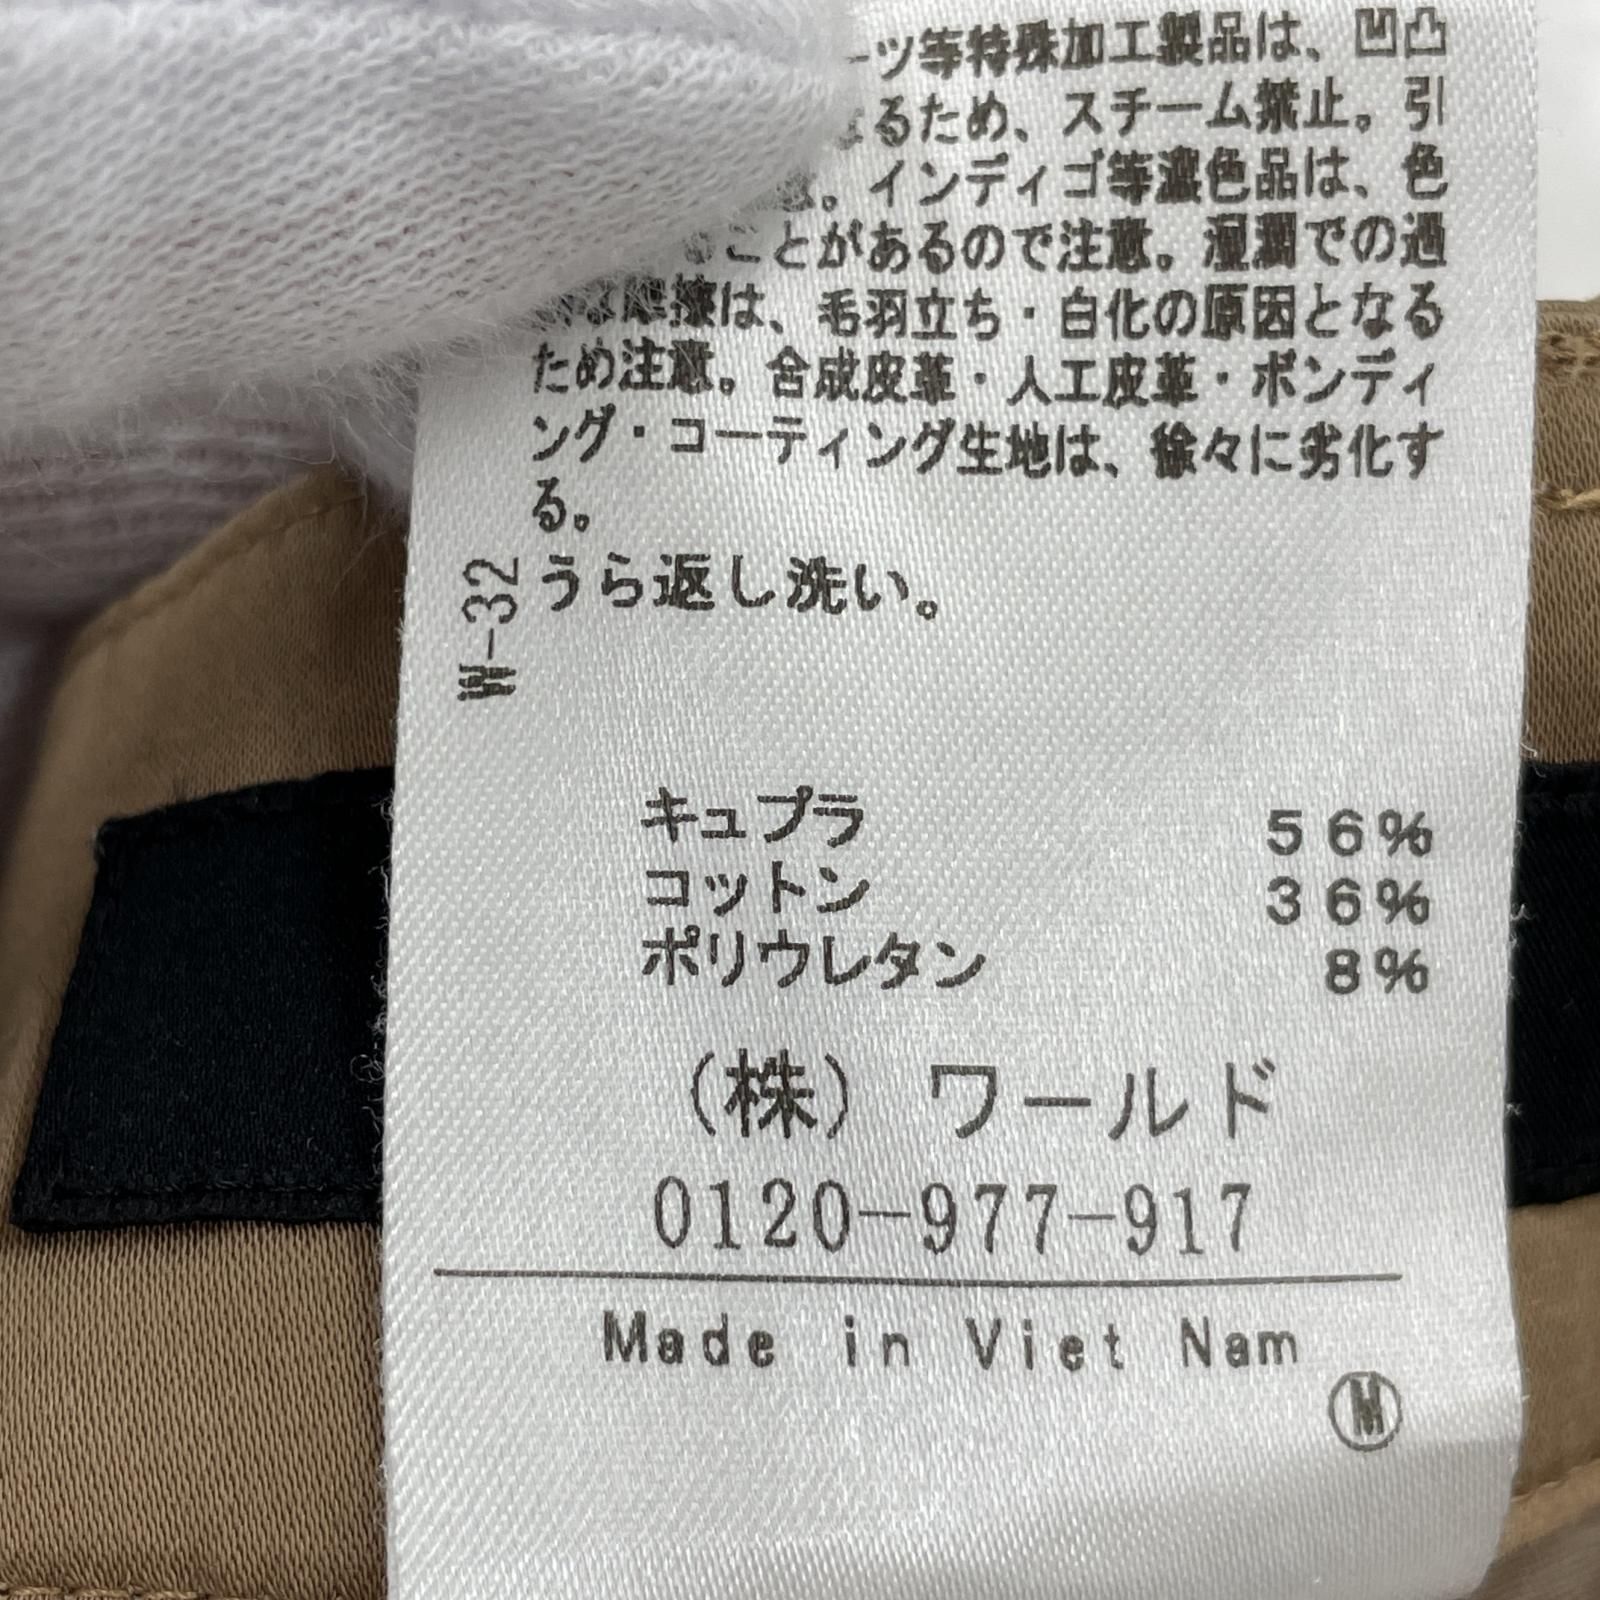 ーツ等特殊加工製品は、凹凸
なるため、スチーム禁止。引
。インディゴ等濃色品は、色
ことがあるので注意。湿潤での過
摩擦は、毛羽立ち・白化の原因となる
ため注意。合成皮革・人工皮革・ボンディ
ング・コーティング生地は、徐々に劣化す
る。
うら返し洗い。
W-32
キュプラ 56%
コットン 36%
ポリウレタン 8%
(株) ワールド
0120-977-917
Made in Viet Nam
M